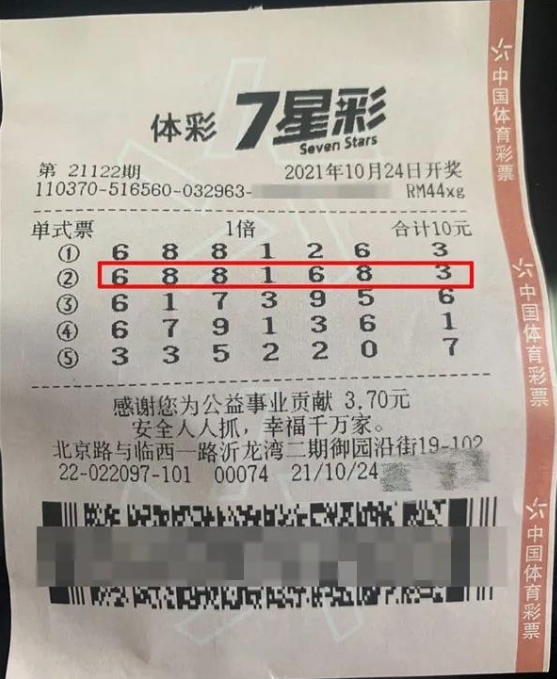 体彩 7星彩
Seven Stars
第 21122期 2021年10月24日开奖
110370-516560-032963- RM44xg
单式票 1倍 合计10元
① 6 8 8 1 2 6 3
② 6 8 8 1 6 8 3
③ 6 1 7 3 9 5 6
④ 6 7 9 1 3 6 1
⑤ 3 3 5 2 2 0 7
感谢您为公益事业贡献 3.70元
安全人人抓，幸福千万家。
北京路与临西一路沂龙湾二期御园沿街19-102
22-022097-101 00074 21/10/24
中国体育彩票
中国体育彩票
中国体育彩票